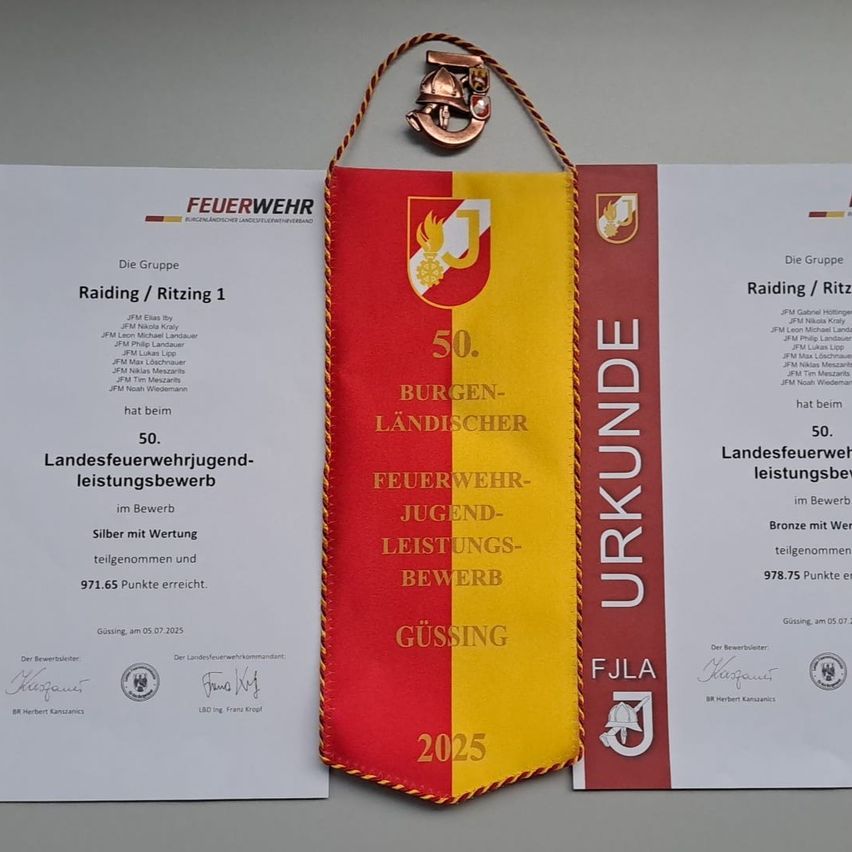 FEUERWEHR
BURGENLÄNDISCHER LANDESFEUERWEHRVERBAND
Die Gruppe
Raiding / Ritzing 1
JFM Elias Iby
JFM Nikola Kraly
JFM Leon Michael Landauer
JFM Philip Landauer
JFM Lukas Lipp
JFM Max Löschnauer
JFM Niklas Meszarits
JFM Tim Meszarits
JFM Noah Wiedemann
hat beim
50.
Landesfeuerwehrjugend-
leistungsbewerb
im Bewerb
Silber mit Wertung
teilgenommen und
971.65 Punkte erreicht.
Güssing, am 05.07.2025
Der Bewerbsleiter:
BR Herbert Kanszanics
Der Landesfeuerwehrkommandant:
LBD Ing. Franz Kropf
J
50.
BURGEN-
LÄNDISCHER
FEUERWEHR-
JUGEND-
LEISTUNGS-
BEWERB
GÜSSING
2025
URKUNDE
FJLA
Die Gruppe
Raiding / Ritz
JFM Gabriel
JFM Nikola Kraly
JFM Leon Michael Landa
JFM Philip Landauer
JFM Lukas Lipp
JFM Max Löschnaue
JFM Niklas Meszarits
JFM Tim Meszarits
JFM Noah Wiedeman
hat beim
50.
Landesfeuerweh
leistungsbew
im Bewerb
Bronze mit Wer
teilgenommen
978.75 Punkte er
Güssing, am 05.07.2
Der Bewerbsleiter:
BR Herbert Kanszanics